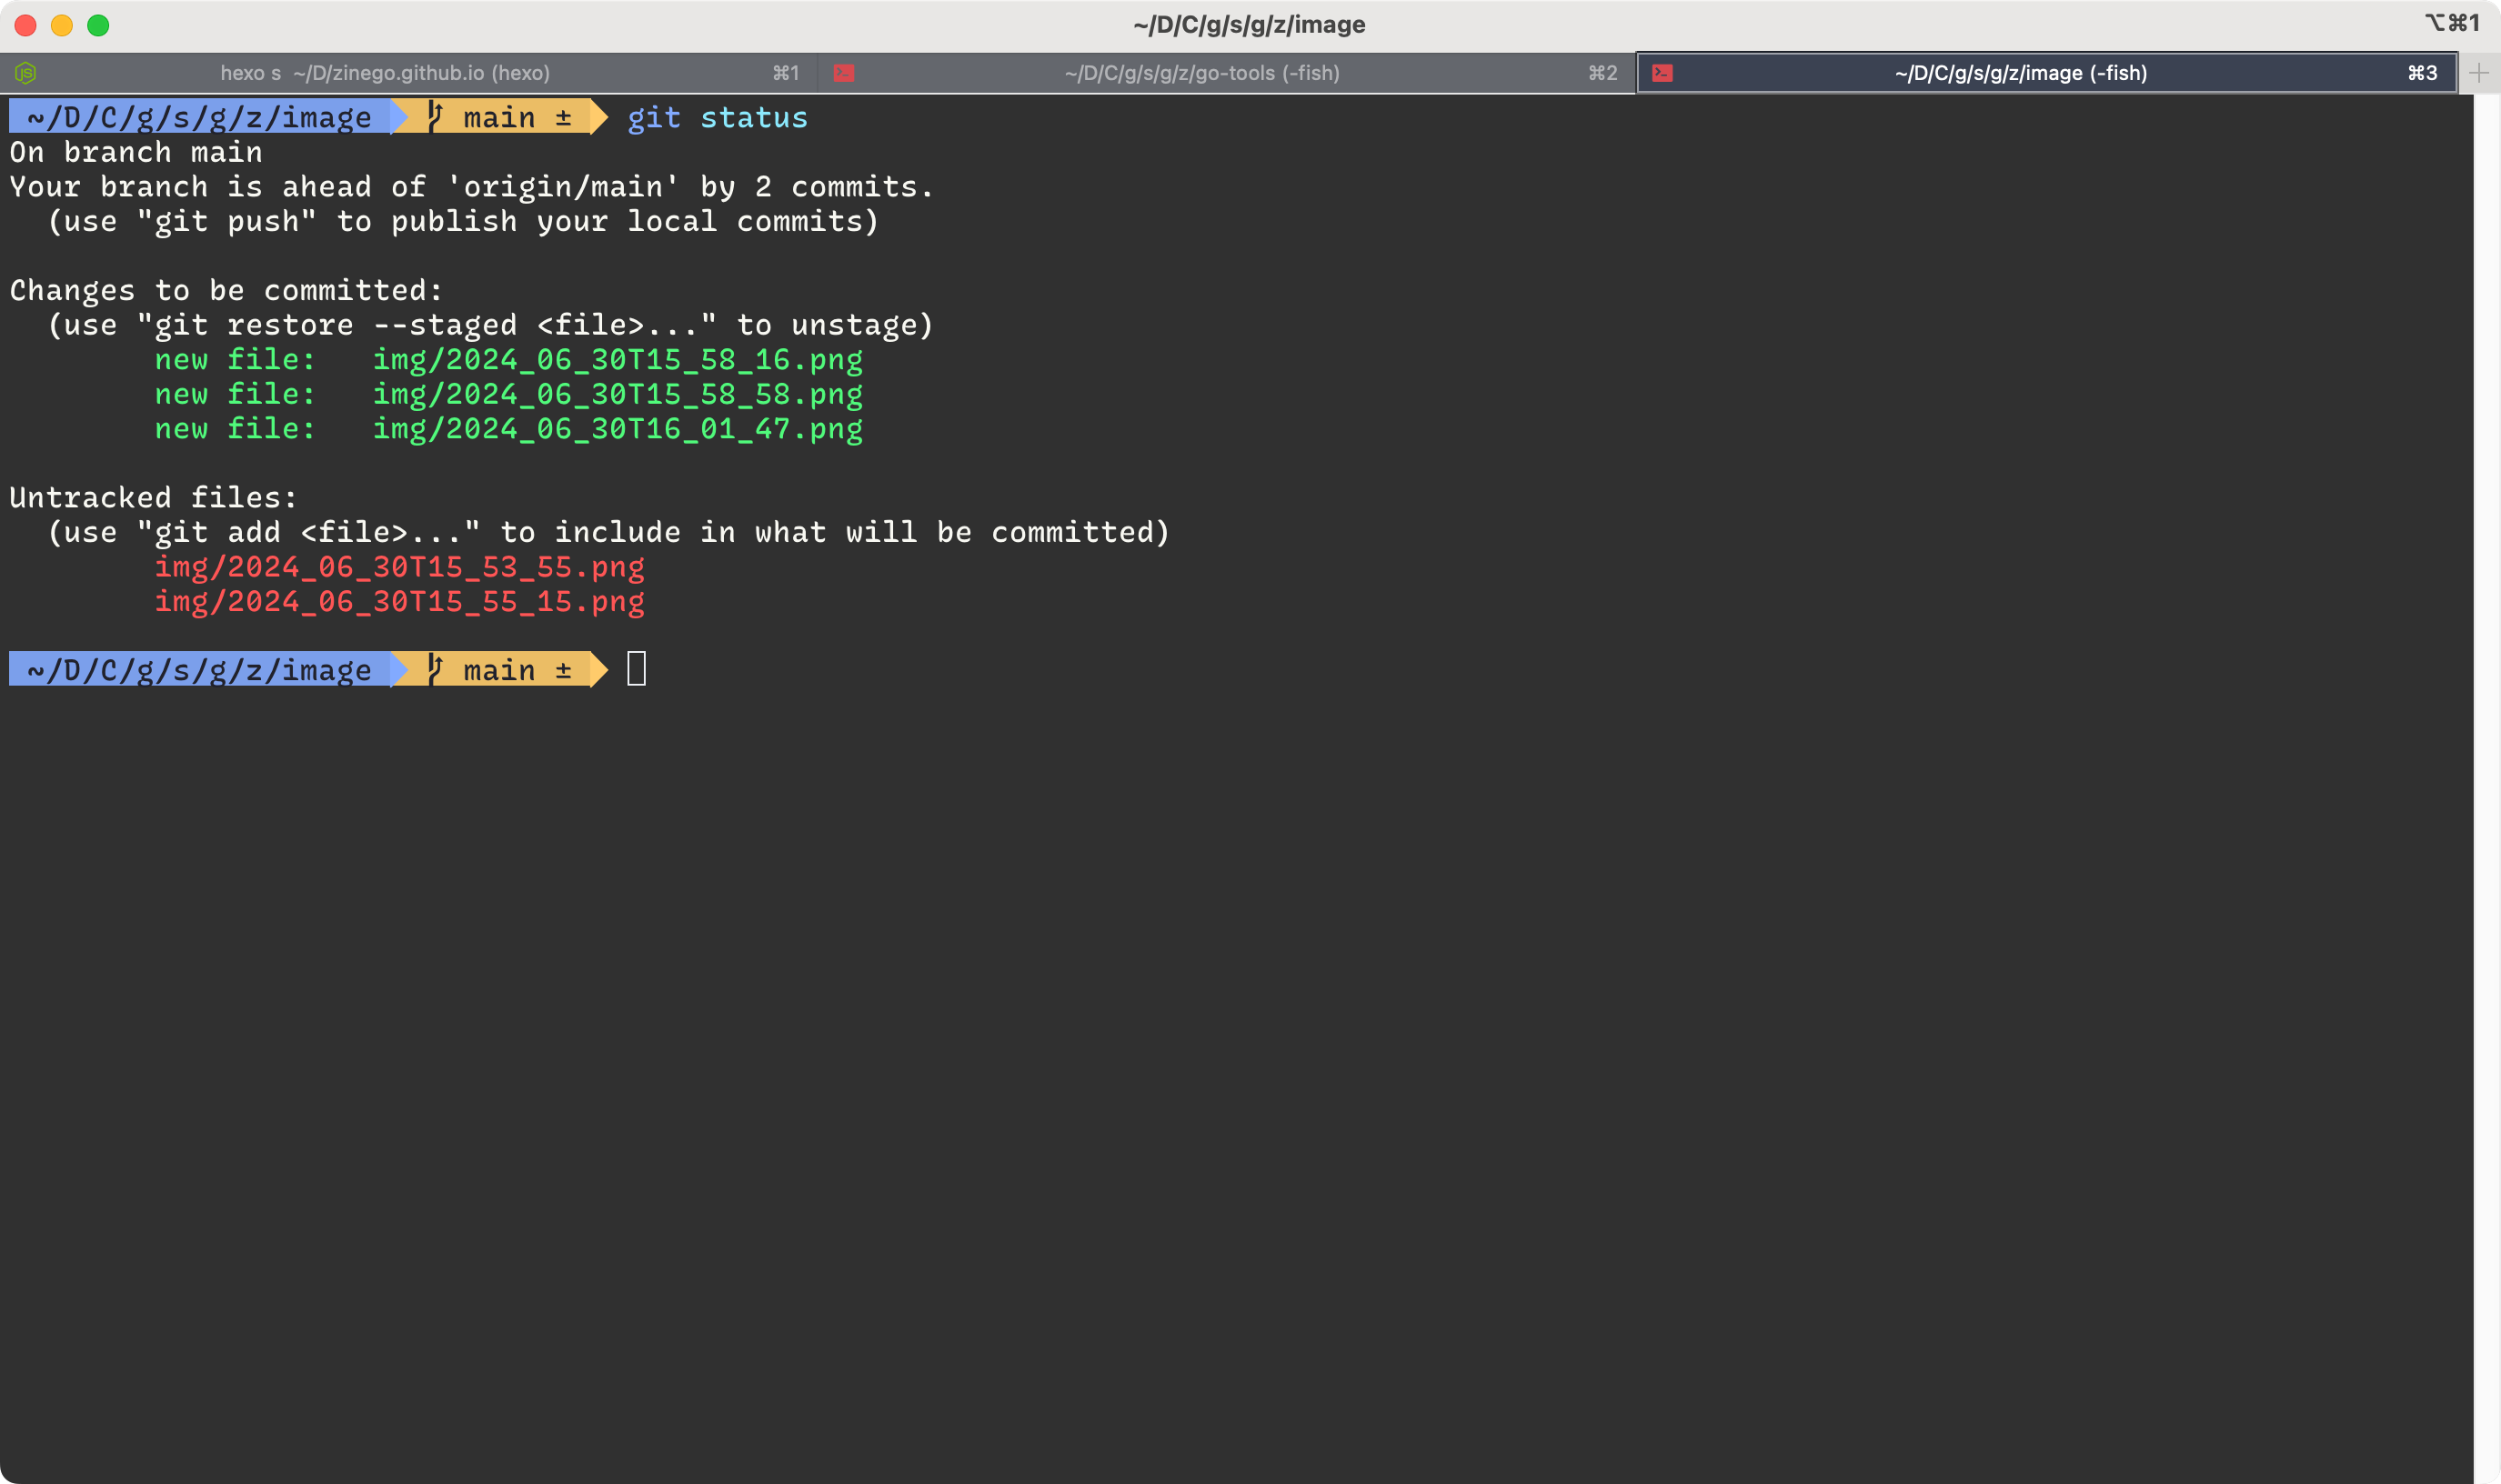 ~/D/C/g/s/g/z/image
⌥⌘1
hexo s ~/D/zinego.github.io (hexo) ⌘1
~/D/C/g/s/g/z/go-tools (-fish) ⌘2
~/D/C/g/s/g/z/image (-fish) ⌘3
~/D/C/g/s/g/z/image main ± git status
On branch main
Your branch is ahead of 'origin/main' by 2 commits.
  (use "git push" to publish your local commits)
Changes to be committed:
  (use "git restore --staged <file>..." to unstage)
        new file:   img/2024_06_30T15_58_16.png
        new file:   img/2024_06_30T15_58_58.png
        new file:   img/2024_06_30T16_01_47.png
Untracked files:
  (use "git add <file>..." to include in what will be committed)
        img/2024_06_30T15_53_55.png
        img/2024_06_30T15_55_15.png
~/D/C/g/s/g/z/image main ±